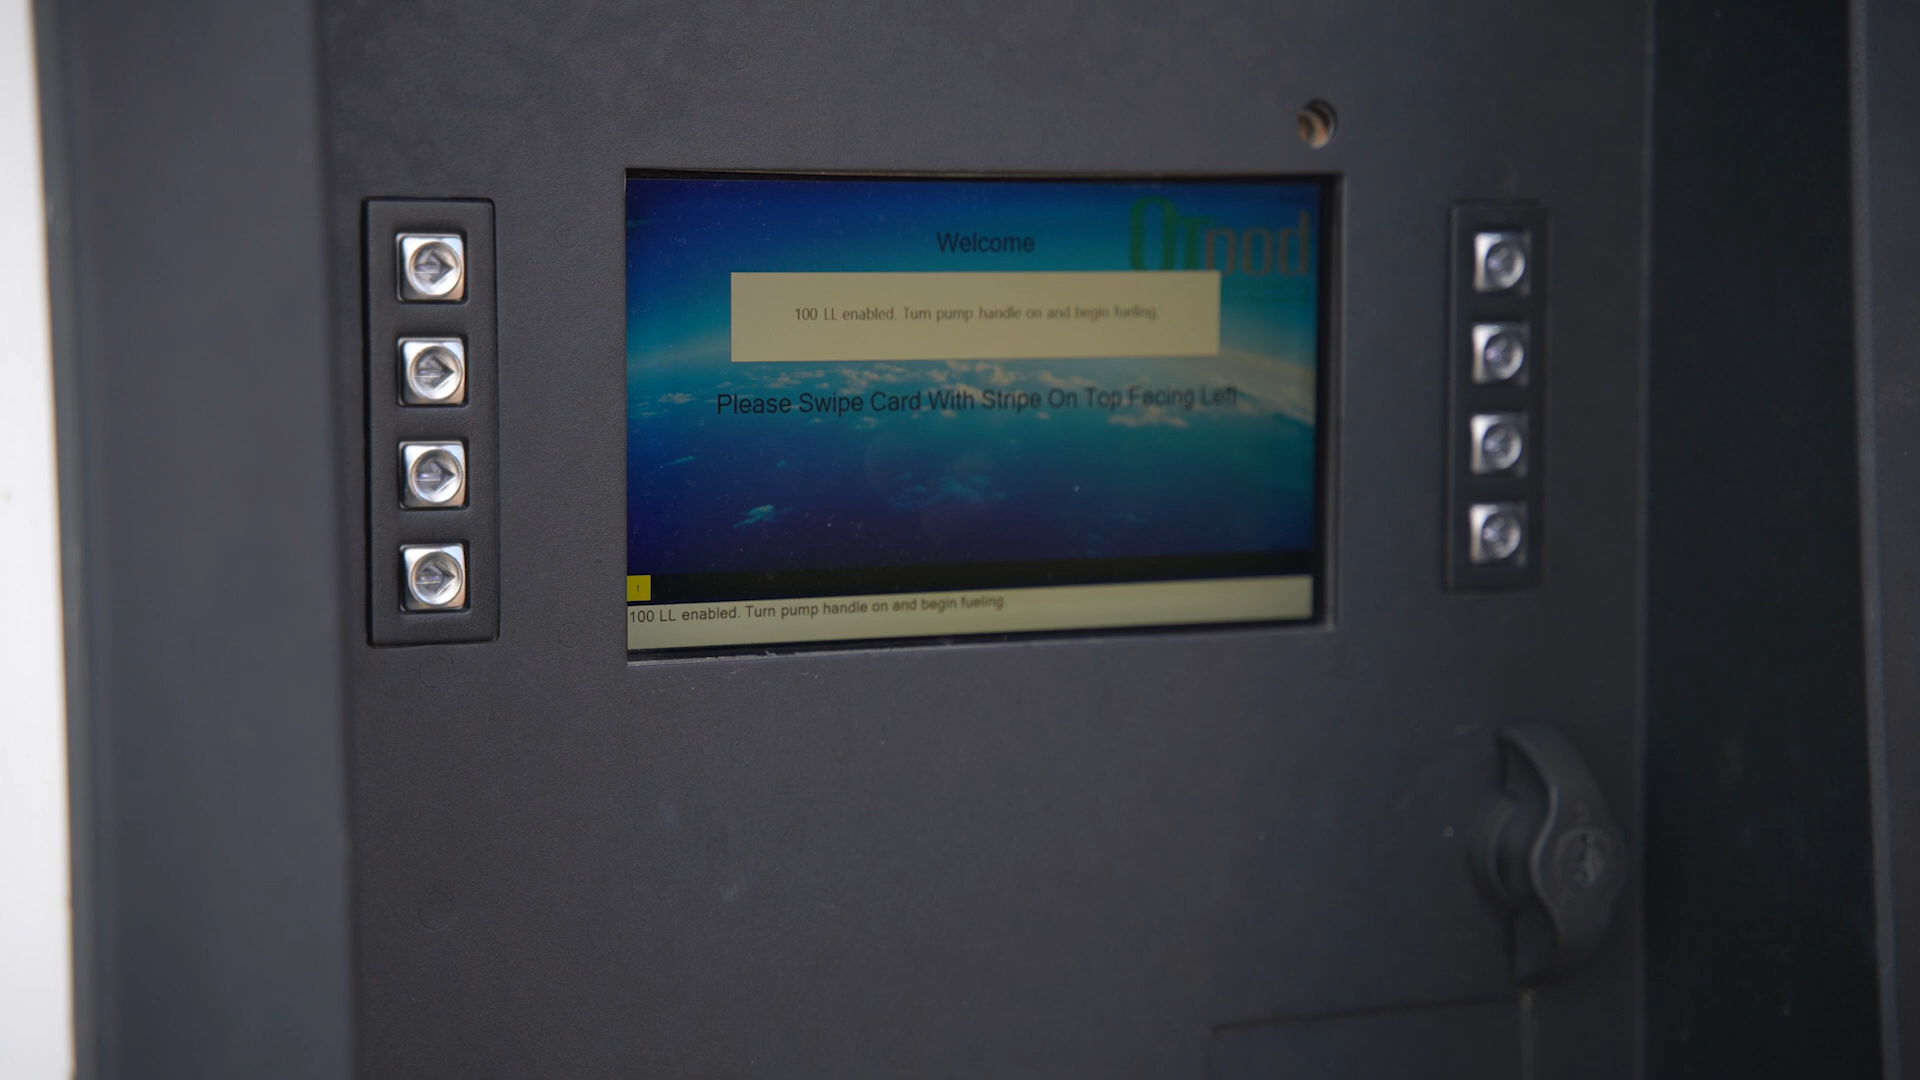 QTpod
Welcome
100 LL enabled. Turn pump handle on and begin fueling.
Please Swipe Card With Stripe On Top Facing Left
1
100 LL enabled. Turn pump handle on and begin fueling.